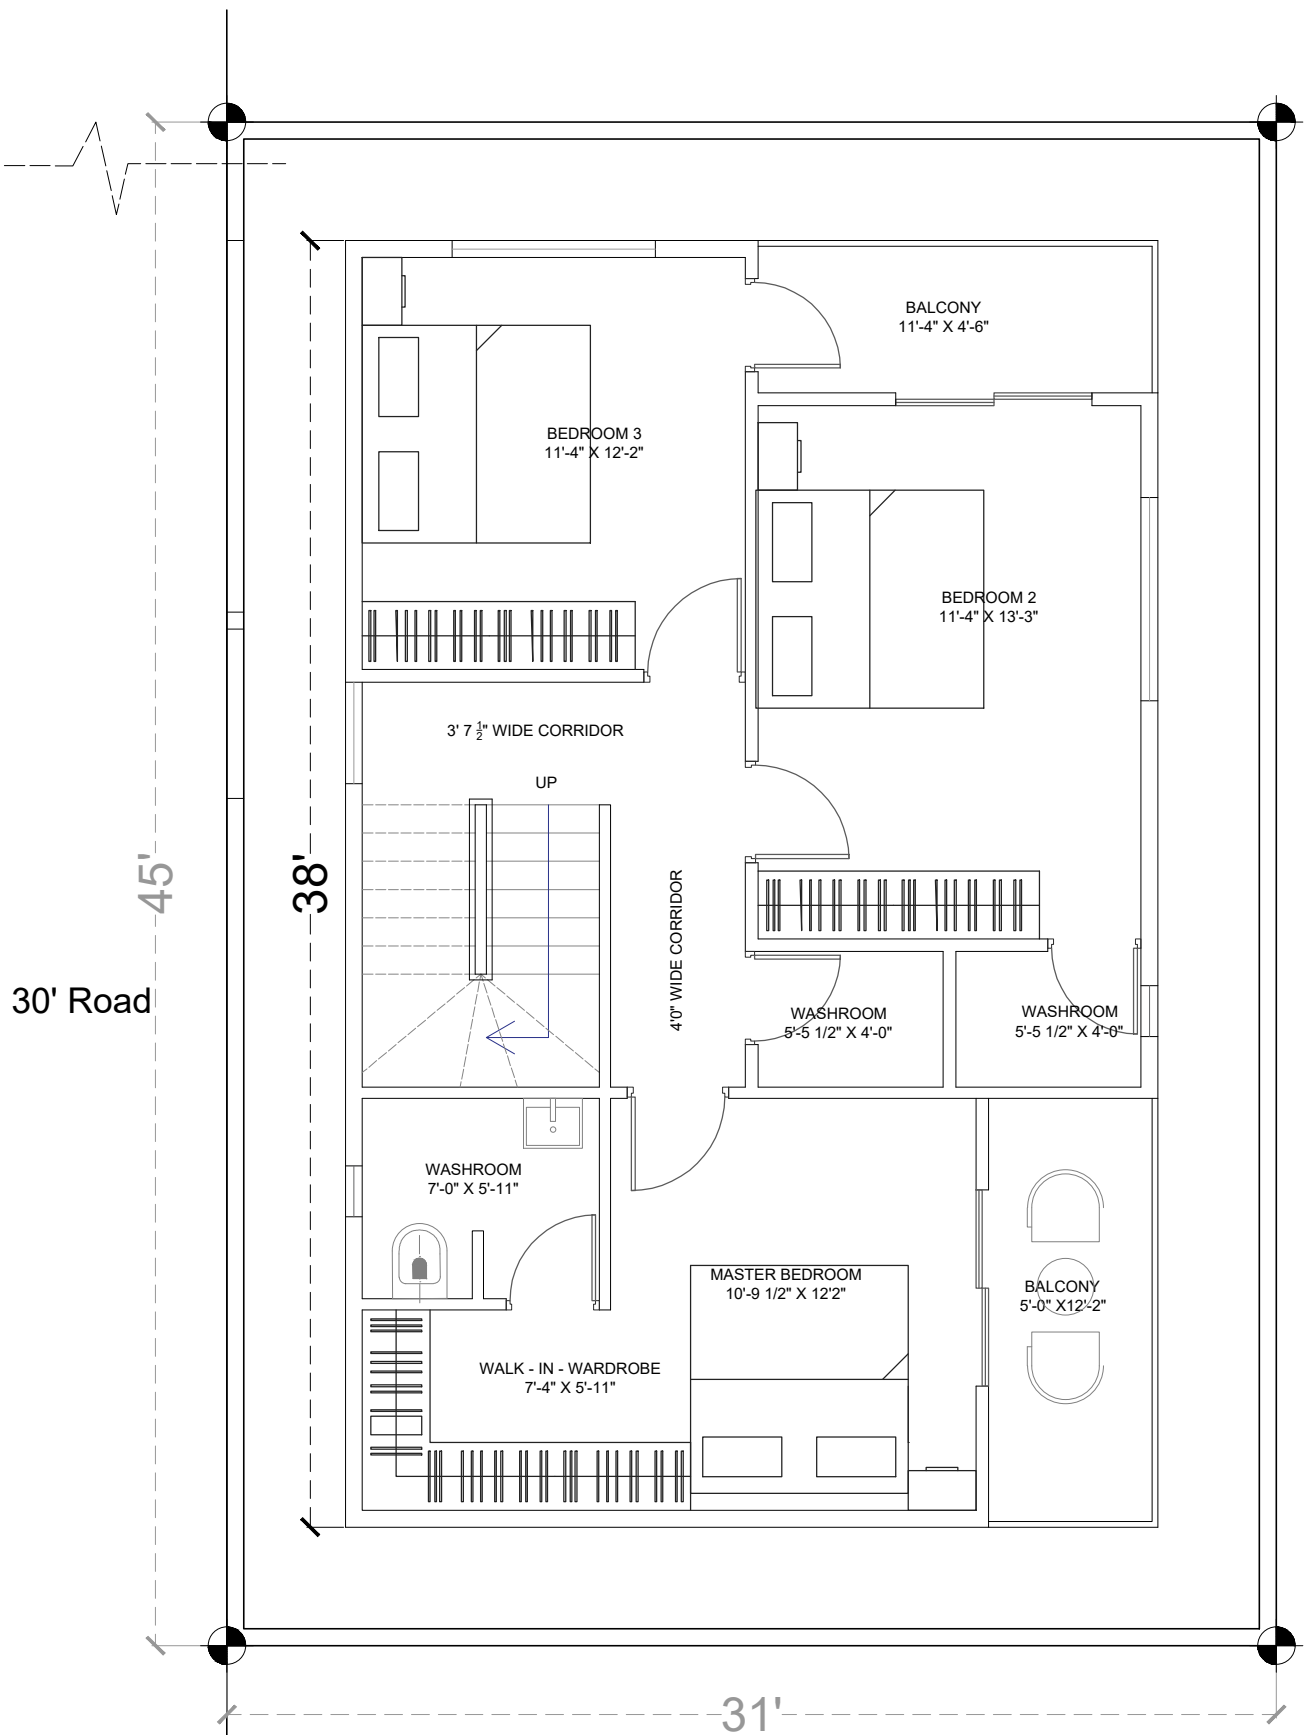 BALCONY
11'-4" X 4'-6"
BEDROOM 3
11'-4" X 12'-2"
BEDROOM 2
11'-4" X 13'-3"
3' 7 1/2" WIDE CORRIDOR
UP
45'
38'
4'0" WIDE CORRIDOR
30' Road
WASHROOM
5'-5 1/2" X 4'-0"
WASHROOM
5'-5 1/2" X 4'-0"
WASHROOM
7'-0" X 5'-11"
MASTER BEDROOM
10'-9 1/2" X 12'2"
BALCONY
5'-0" X12'-2"
WALK - IN - WARDROBE
7'-4" X 5'-11"
31'